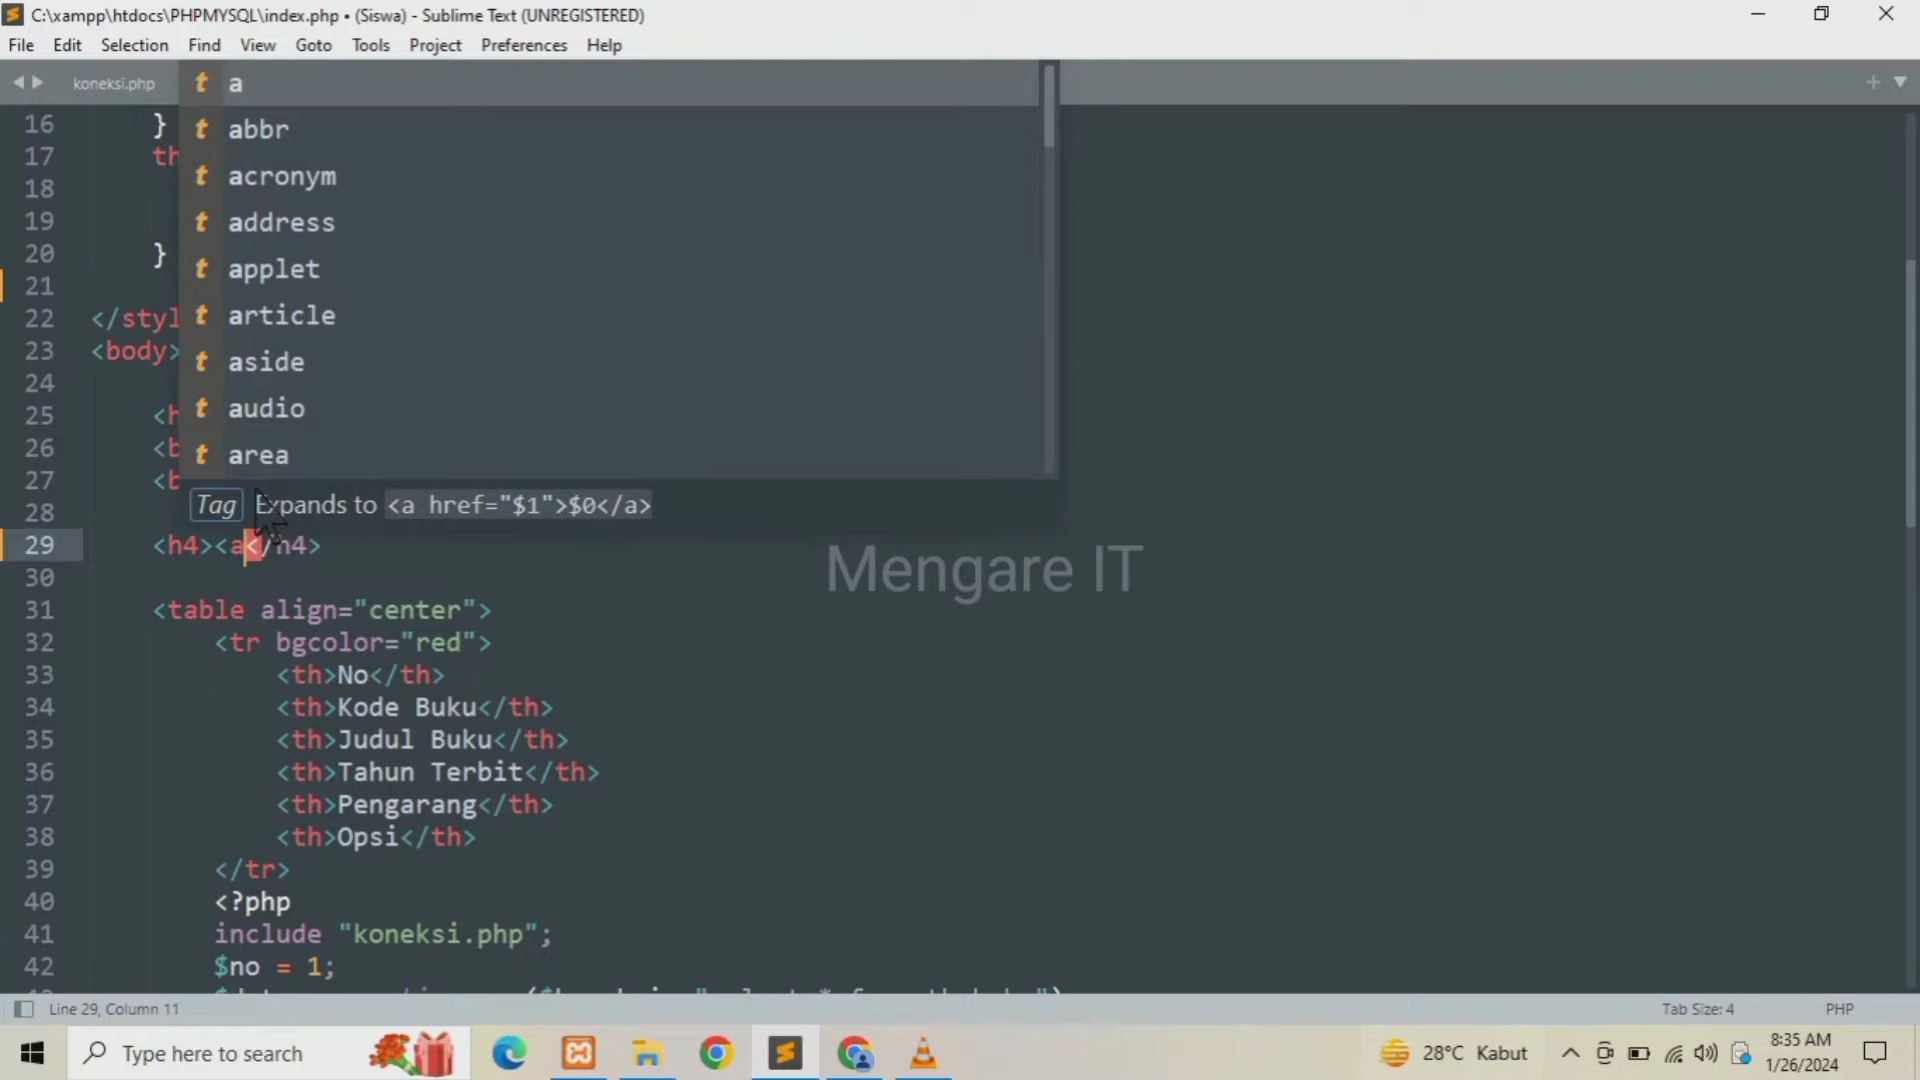 C:\xampp\htdocs\PHPMYSQL\index.php • (Siswa) - Sublime Text (UNREGISTERED)
File Edit Selection Find View Goto Tools Project Preferences Help
koneksi.php
a
abbr
acronym
address
applet
article
aside
audio
area
Tag Expands to <a href="$1">$0</a>
16 }
17 th
18
19
20 }
21
22 </styl
23 <body>
24
25 <h
26 <b
27 <b
28
29 <h4><a</h4>
30
31 <table align="center">
32 <tr bgcolor="red">
33 <th>No</th>
34 <th>Kode Buku</th>
35 <th>Judul Buku</th>
36 <th>Tahun Terbit</th>
37 <th>Pengarang</th>
38 <th>Opsi</th>
39 </tr>
40 <?php
41 include "koneksi.php";
42 $no = 1;
Mengare IT
Line 29, Column 11 Tab Size: 4 PHP
Type here to search 28°C Kabut 8:35 AM
1/26/2024